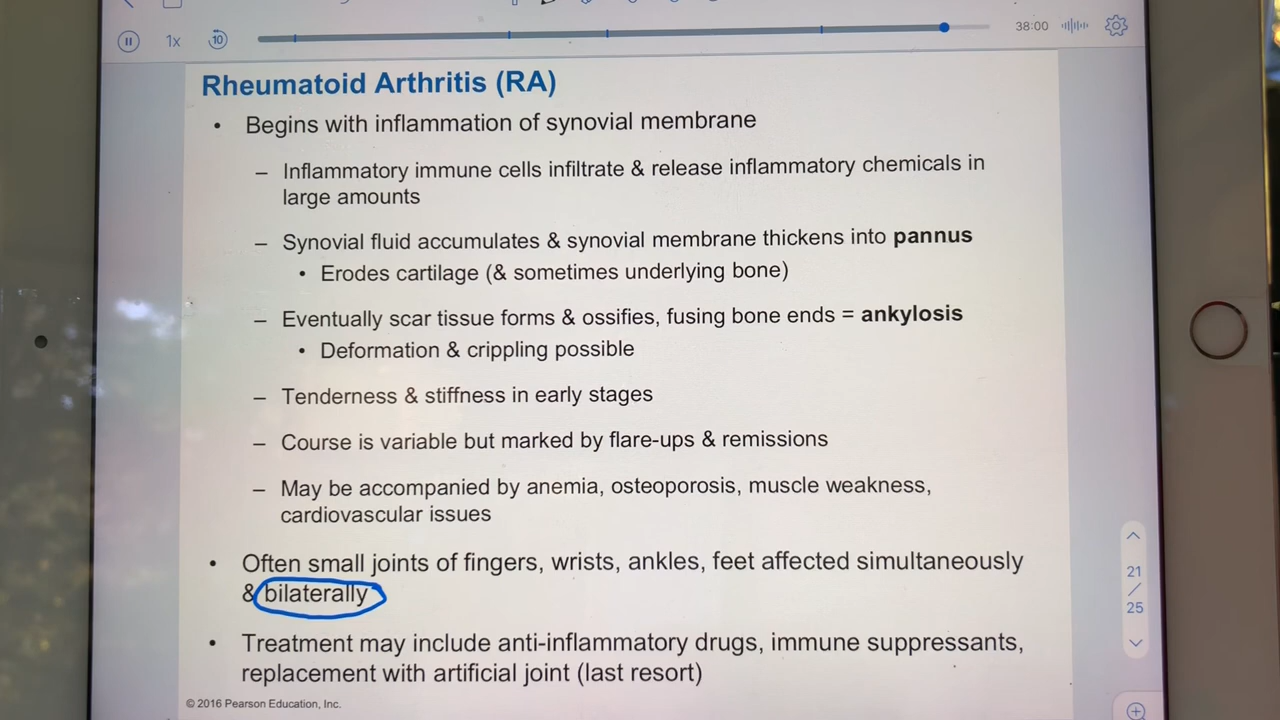 1x
10
38:00
Rheumatoid Arthritis (RA)
• Begins with inflammation of synovial membrane
– Inflammatory immune cells infiltrate & release inflammatory chemicals in
large amounts
– Synovial fluid accumulates & synovial membrane thickens into pannus
• Erodes cartilage (& sometimes underlying bone)
– Eventually scar tissue forms & ossifies, fusing bone ends = ankylosis
• Deformation & crippling possible
– Tenderness & stiffness in early stages
– Course is variable but marked by flare-ups & remissions
– May be accompanied by anemia, osteoporosis, muscle weakness,
cardiovascular issues
• Often small joints of fingers, wrists, ankles, feet affected simultaneously
& bilaterally
• Treatment may include anti-inflammatory drugs, immune suppressants,
replacement with artificial joint (last resort)
© 2016 Pearson Education, Inc.
21
/
25